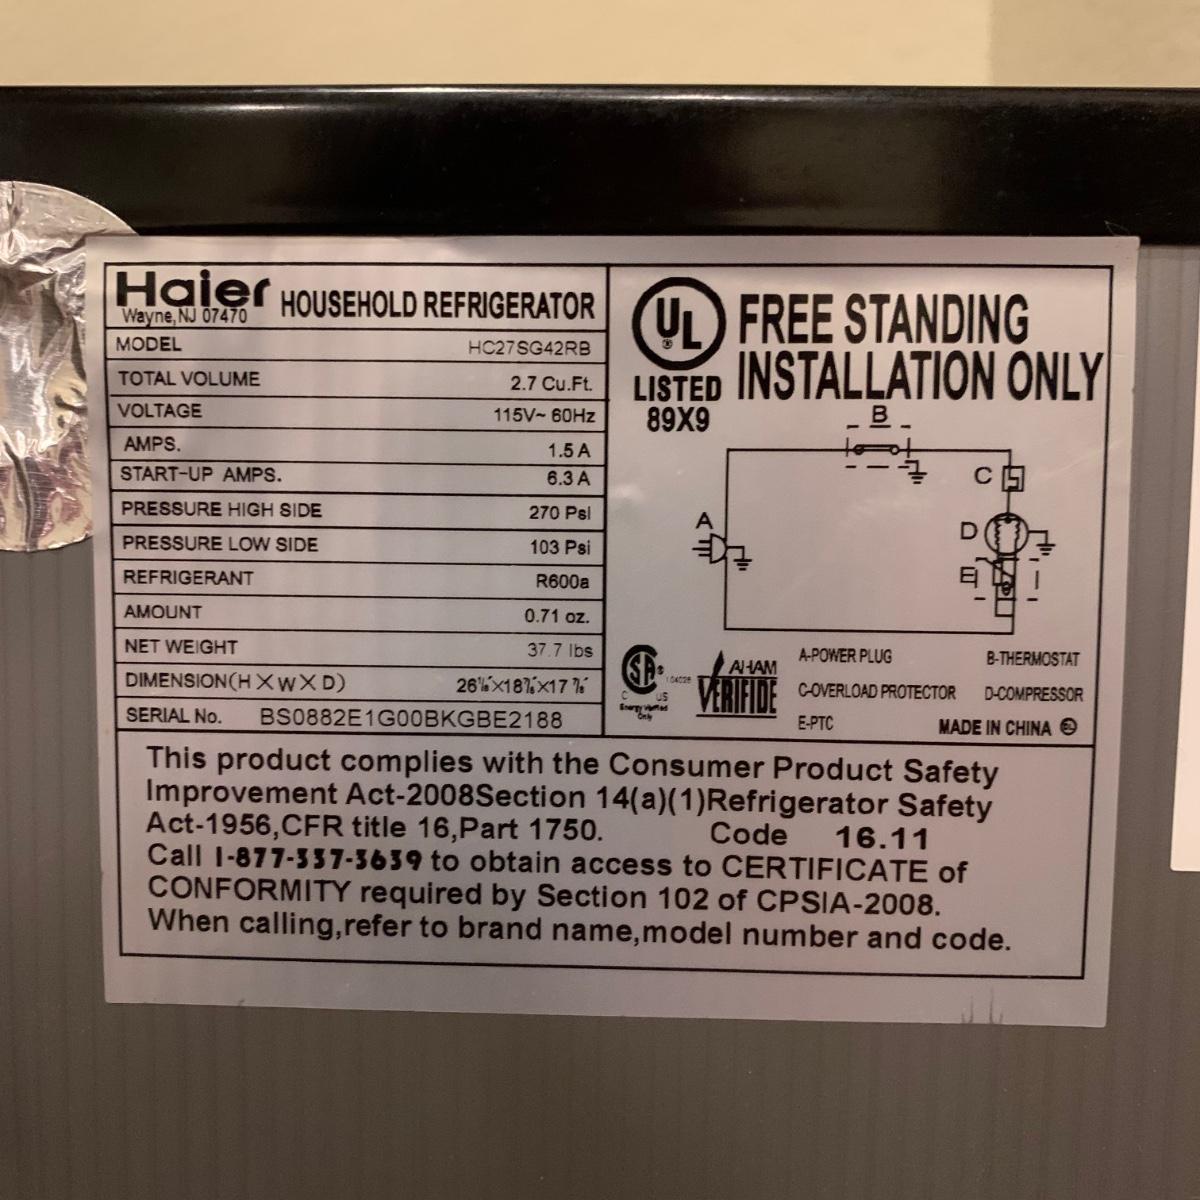 Haier HOUSEHOLD REFRIGERATOR
Wayne, NJ 07470
MODEL HC27SG42RB
TOTAL VOLUME 2.7 Cu.Ft.
VOLTAGE 115V~ 60Hz
AMPS. 1.5 A
START-UP AMPS. 6.3 A
PRESSURE HIGH SIDE 270 Psi
PRESSURE LOW SIDE 103 Psi
REFRIGERANT R600a
AMOUNT 0.71 oz.
NET WEIGHT 37.7 lbs
DIMENSION(H X W X D)
SERIAL No. BS0882E1G00BKGBE2188
UL
®
LISTED
89X9
FREE STANDING
INSTALLATION ONLY
B
A
C
D
E
SA®
C US
Energy Verified
Only
AHAM
VERIFIDE
A-POWER PLUG B-THERMOSTAT
C-OVERLOAD PROTECTOR D-COMPRESSOR
E-PTC MADE IN CHINA
This product complies with the Consumer Product Safety
Improvement Act-2008Section 14(a)(1)Refrigerator Safety
Act-1956,CFR title 16,Part 1750. Code 16.11
Call 1-877-337-3639 to obtain access to CERTIFICATE of
CONFORMITY required by Section 102 of CPSIA-2008.
When calling,refer to brand name,model number and code.